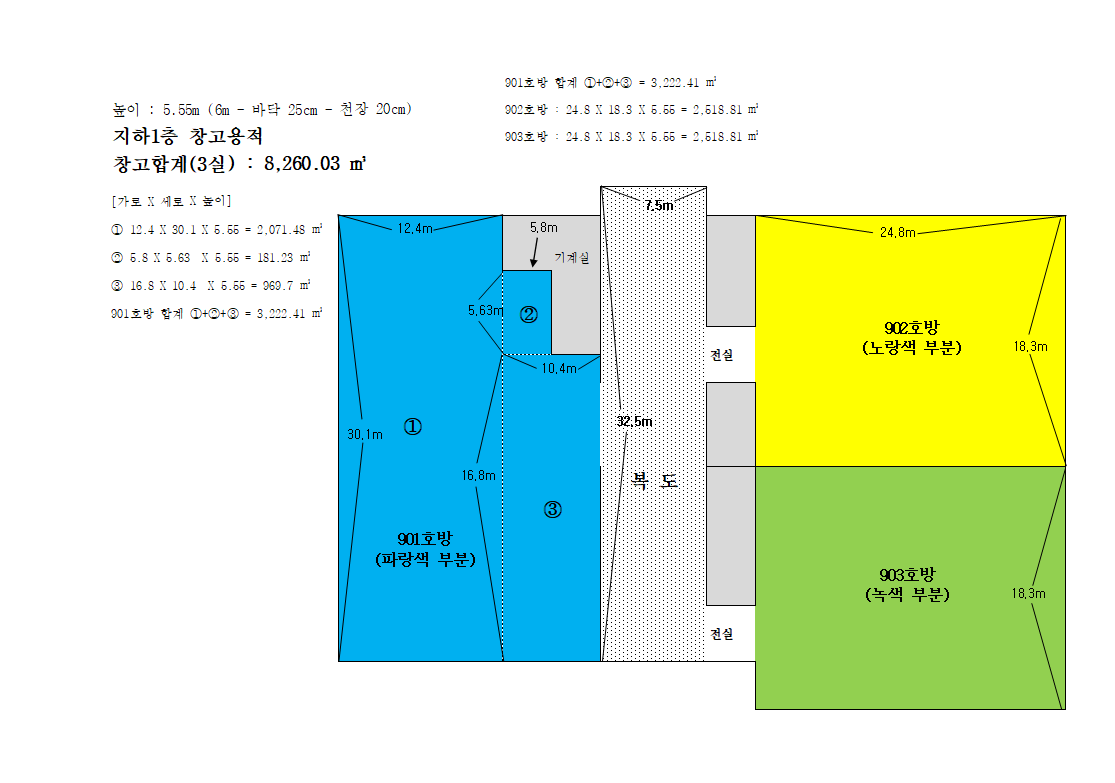 901호방 합계 ①+②+③ = 3,222.41 ㎥
높이 : 5.55m (6m - 바닥 25cm - 천장 20cm)
902호방 : 24.8 X 18.3 X 5.55 = 2,518.81 ㎥
지하1층 창고용적
903호방 : 24.8 X 18.3 X 5.55 = 2,518.81 ㎥
창고합계(3실) : 8,260.03 ㎥
[가로 X 세로 X 높이]
① 12.4 X 30.1 X 5.55 = 2,071.48 ㎥
② 5.8 X 5.63 X 5.55 = 181.23 ㎥
③ 16.8 X 10.4 X 5.55 = 969.7 ㎥
901호방 합계 ①+②+③ = 3,222.41 ㎥
7.5m
12.4m
5.8m
24.8m
기계실
5.63m
②
902호방
(노랑색 부분)
18.3m
전실
10.4m
30.1m
①
32.5m
16.8m
복 도
③
901호방
(파랑색 부분)
903호방
(녹색 부분)
18.3m
전실